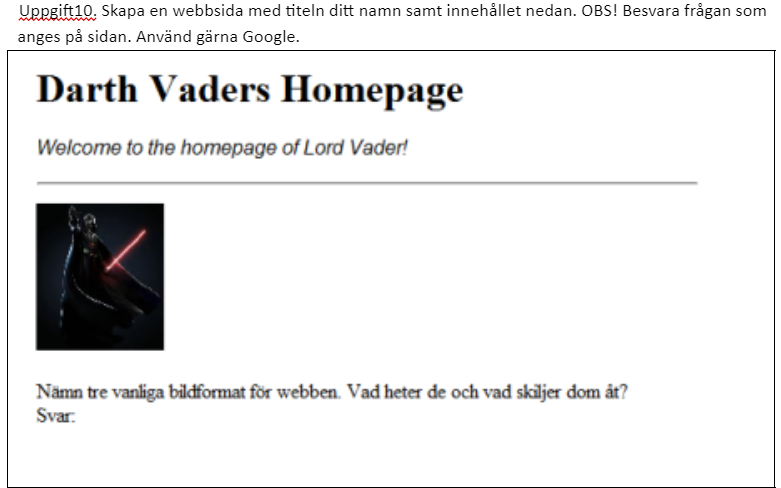 Uppgift10. Skapa en webbsida med titeln ditt namn samt innehållet nedan. OBS! Besvara frågan som
anges på sidan. Använd gärna Google.
Darth Vaders Homepage
Welcome to the homepage of Lord Vader!
Nämn tre vanliga bildformat för webben. Vad heter de och vad skiljer dom åt?
Svar: